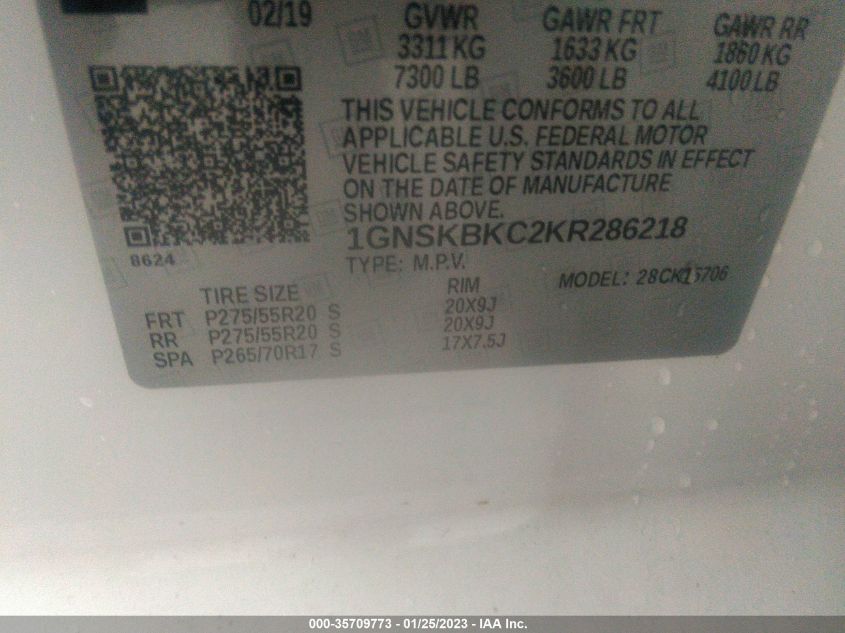 02/19 GVWR GAWR FRT GAWR RR
3311 KG 1633 KG 1860 KG
7300 LB 3600 LB 4100 LB
THIS VEHICLE CONFORMS TO ALL
APPLICABLE U.S. FEDERAL MOTOR
VEHICLE SAFETY STANDARDS IN EFFECT
ON THE DATE OF MANUFACTURE
SHOWN ABOVE.
1GNSKBKC2KR286218
8624
TYPE: M.P.V. MODEL: 28CK15706
TIRE SIZE RIM
FRT P275/55R20 S 20X9J
RR P275/55R20 S 20X9J
SPA P265/70R17 S 17X7.5J
000-35709773 - 01/25/2023 - IAA Inc.